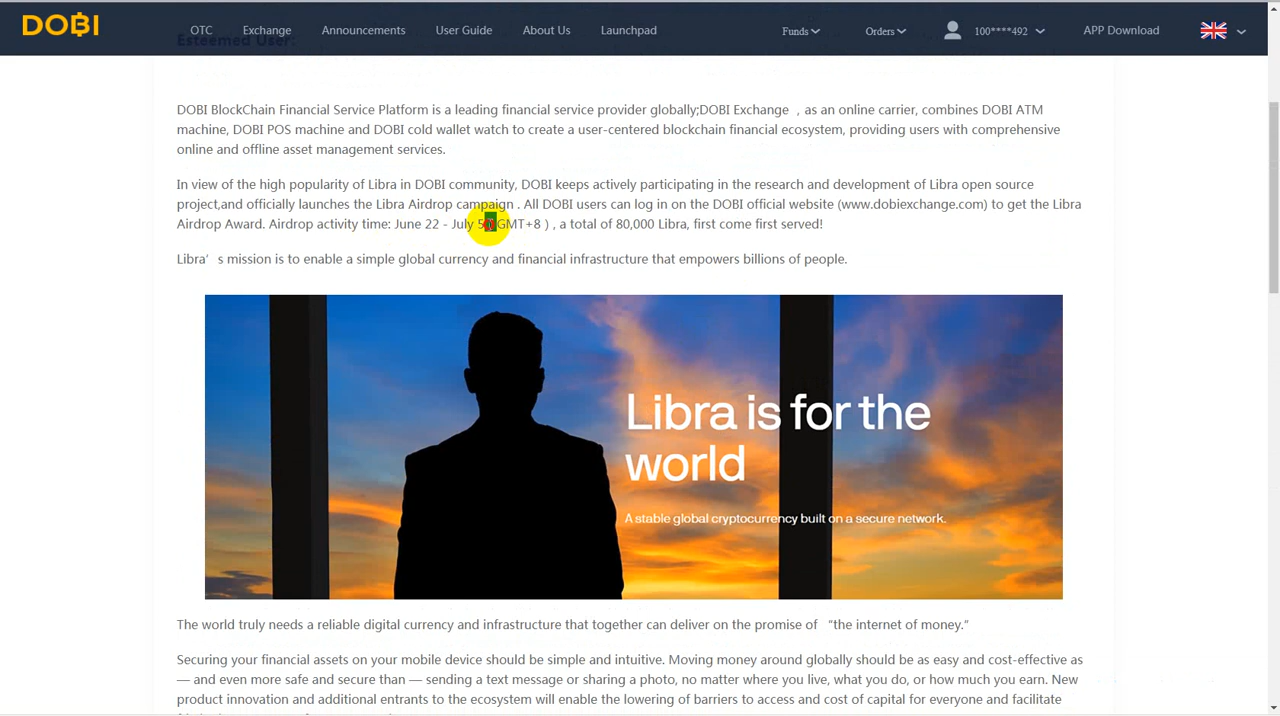 DOBI
OTC Exchange Announcements User Guide About Us Launchpad Funds Orders 100****492 APP Download
Esteemed User:
DOBI BlockChain Financial Service Platform is a leading financial service provider globally;DOBI Exchange , as an online carrier, combines DOBI ATM
machine, DOBI POS machine and DOBI cold wallet watch to create a user-centered blockchain financial ecosystem, providing users with comprehensive
online and offline asset management services.
In view of the high popularity of Libra in DOBI community, DOBI keeps actively participating in the research and development of Libra open source
project,and officially launches the Libra Airdrop campaign . All DOBI users can log in on the DOBI official website (www.dobiexchange.com) to get the Libra
Airdrop Award. Airdrop activity time: June 22 - July 5 (GMT+8 ) , a total of 80,000 Libra, first come first served!
Libra’ s mission is to enable a simple global currency and financial infrastructure that empowers billions of people.
Libra is for the
world
A stable global cryptocurrency built on a secure network.
The world truly needs a reliable digital currency and infrastructure that together can deliver on the promise of “the internet of money.”
Securing your financial assets on your mobile device should be simple and intuitive. Moving money around globally should be as easy and cost-effective as
— and even more safe and secure than — sending a text message or sharing a photo, no matter where you live, what you do, or how much you earn. New
product innovation and additional entrants to the ecosystem will enable the lowering of barriers to access and cost of capital for everyone and facilitate